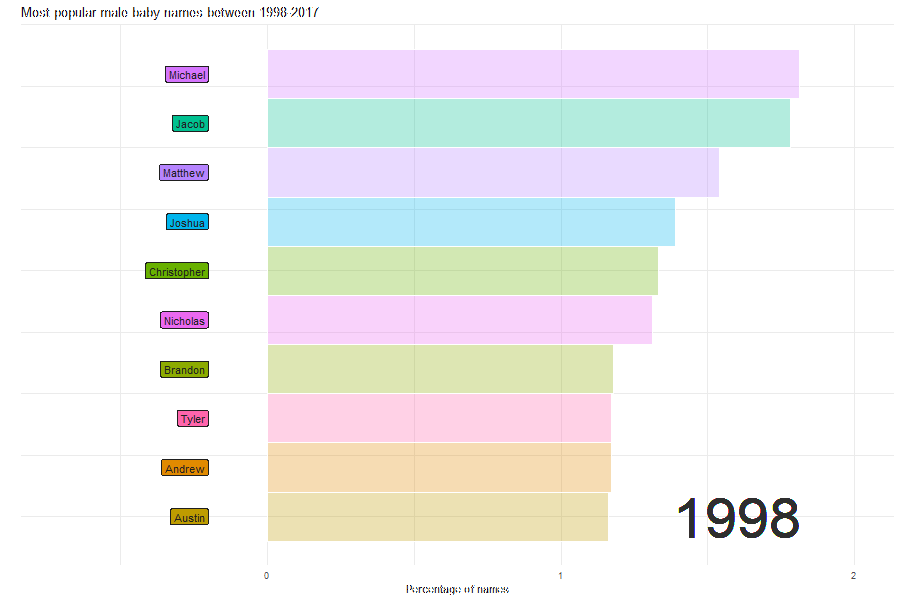 Most popular male baby names between 1998-2017
Michael
Jacob
Matthew
Joshua
Christopher
Nicholas
Brandon
Tyler
Andrew
Austin
1998
0
1
2
Percentage of names